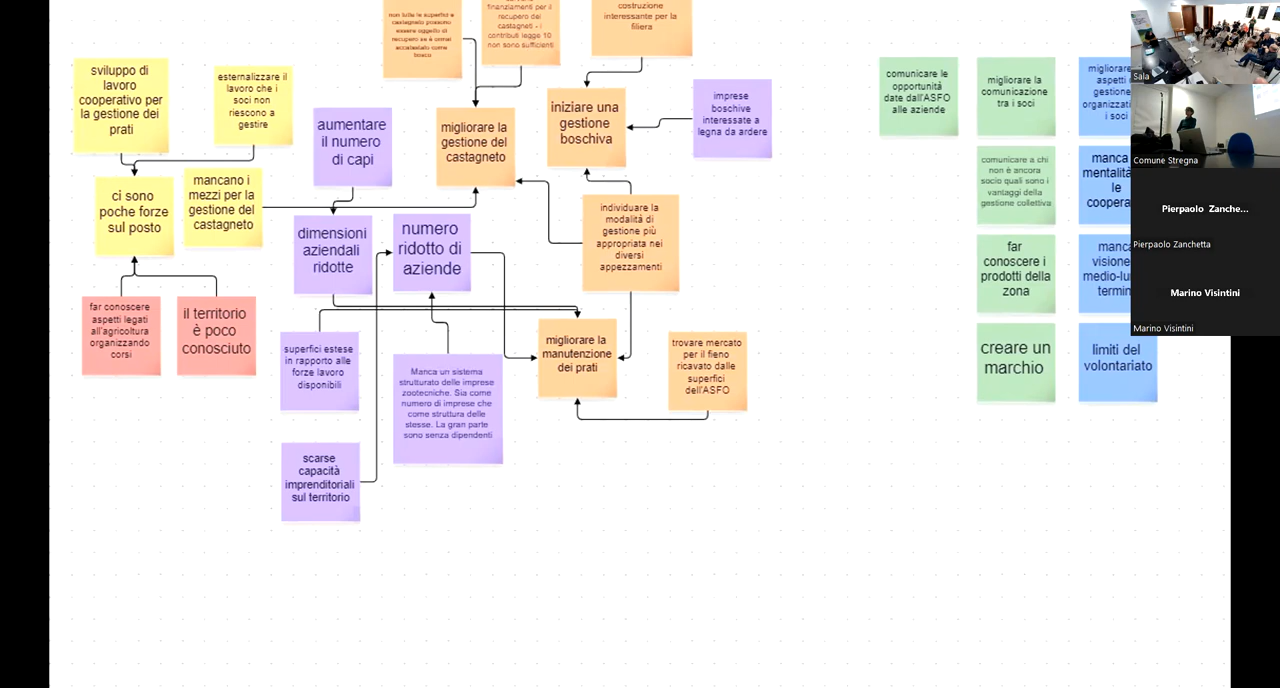 non tutte le superfici a
castagneto possono
essere oggetto di
recupero se è ormai
accatastato come
bosco
finanziamenti per il
recupero dei
castagneti - i
contributi legge 10
non sono sufficienti
costruzione
interessante per la
filiera
sviluppo di
lavoro
cooperativo per
la gestione dei
prati
esternalizzare il
lavoro che i
soci non
riescono a
gestire
aumentare
il numero
di capi
migliorare la
gestione del
castagneto
iniziare una
gestione
boschiva
imprese
boschive
interessate a
legna da ardere
ci sono
poche forze
sul posto
mancano i
mezzi per la
gestione del
castagneto
dimensioni
aziendali
ridotte
numero
ridotto di
aziende
individuare la
modalità di
gestione più
appropriata nei
diversi
appezzamenti
far conoscere
aspetti legati
all'agricoltura
organizzando
corsi
il territorio
è poco
conosciuto
superfici estese
in rapporto alle
forze lavoro
disponibili
Manca un sistema
strutturato delle imprese
zootecniche. Sia come
numero di imprese che
come struttura delle
stesse. La gran parte
sono senza dipendenti
migliorare la
manutenzione
dei prati
trovare mercato
per il fieno
ricavato dalle
superfici
dell'ASFO
scarse
capacità
imprenditoriali
sul territorio
comunicare le
opportunità
date dall'ASFO
alle aziende
migliorare la
comunicazione
tra i soci
migliorare
aspetti
gestione
organizzati
i soci
comunicare a chi
non è ancora
socio quali sono i
vantaggi della
gestione collettiva
manca
mentalità
le
coopera
far
conoscere i
prodotti della
zona
manca
visione
medio-lu
termin
creare un
marchio
limiti del
volontariato
Sala
Comune Stregna
Pierpaolo Zanche...
Pierpaolo Zanchetta
Marino Visintini
Marino Visintini